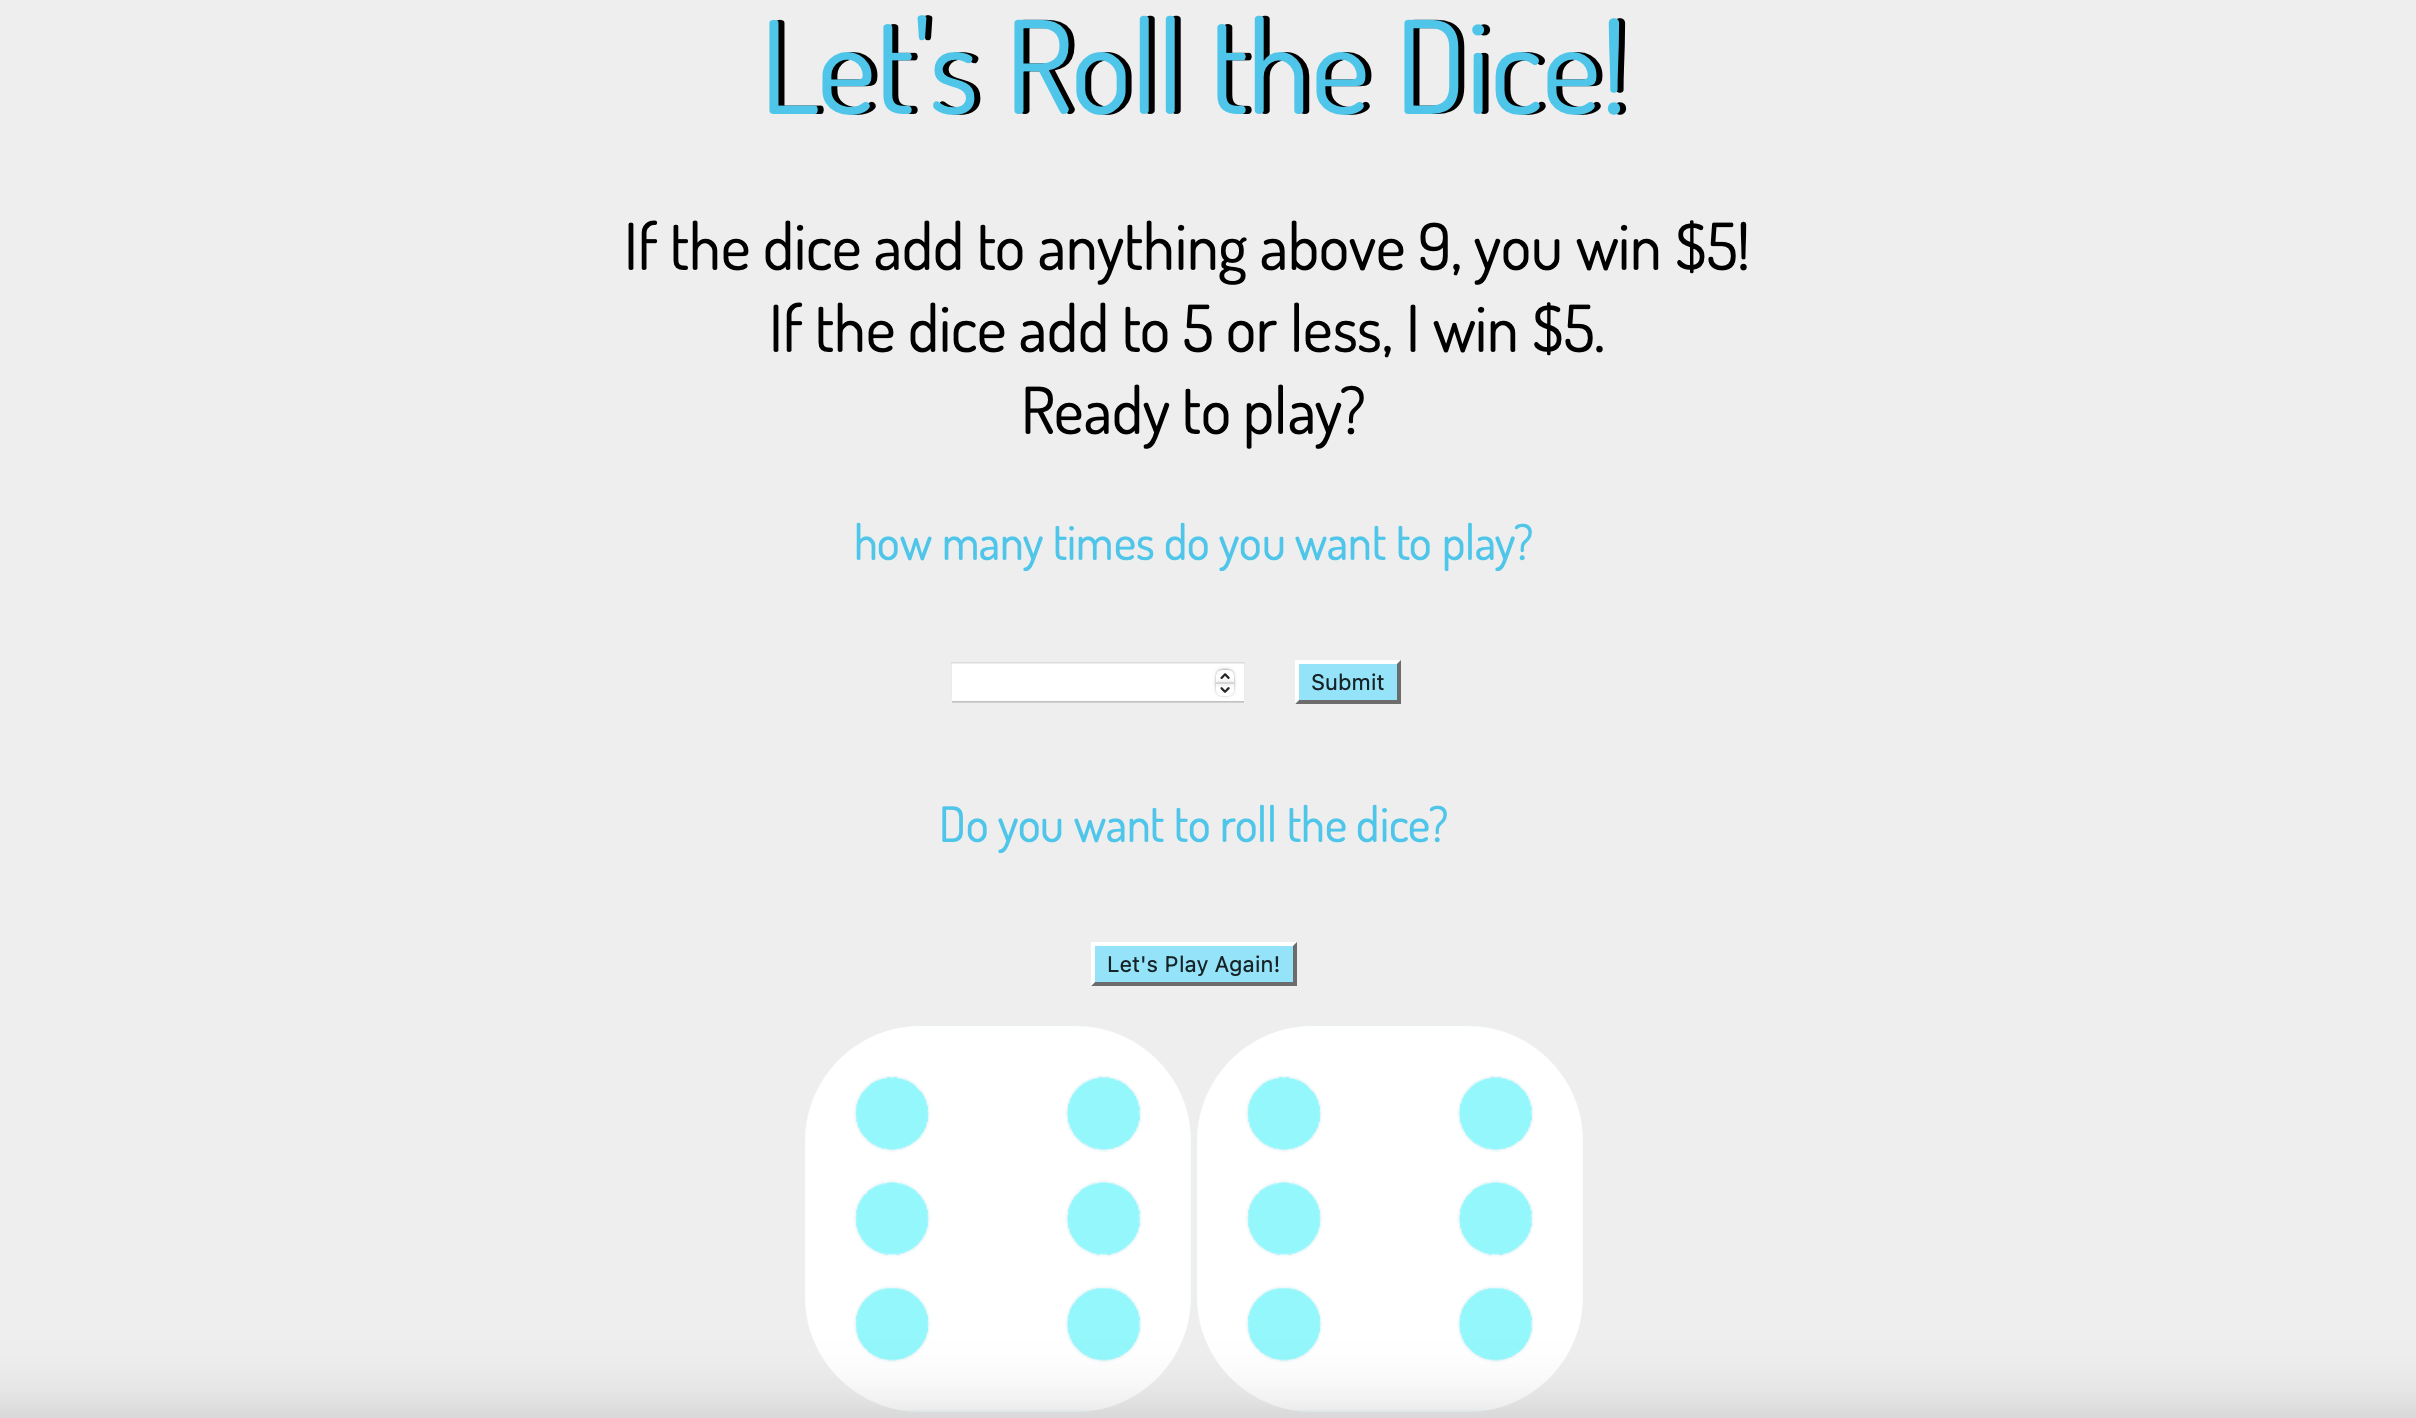 Let's Roll the Dice!
If the dice add to anything above 9, you win $5!
If the dice add to 5 or less, I win $5.
Ready to play?
how many times do you want to play?
Submit
Do you want to roll the dice?
Let's Play Again!